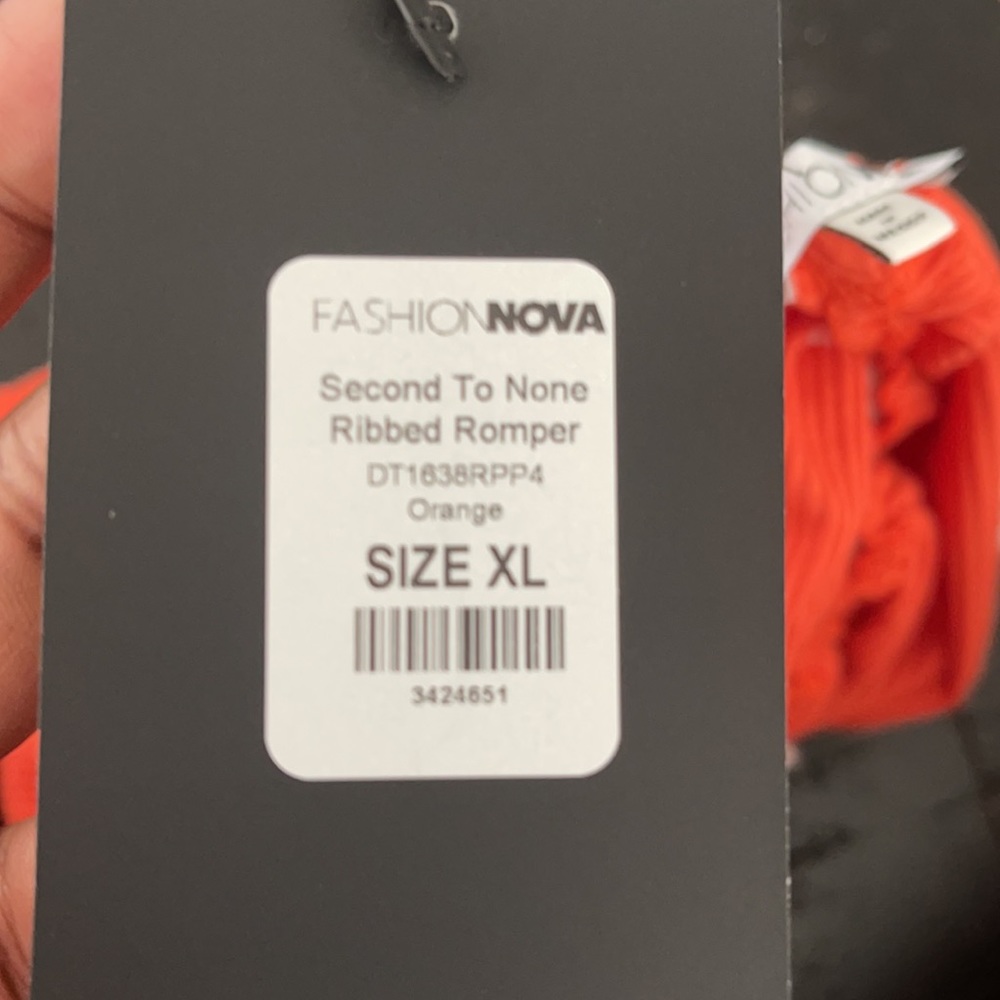 FASHIONNOVA
Second To None
Ribbed Romper
DT1638RPP4
Orange
SIZE XL
3424651